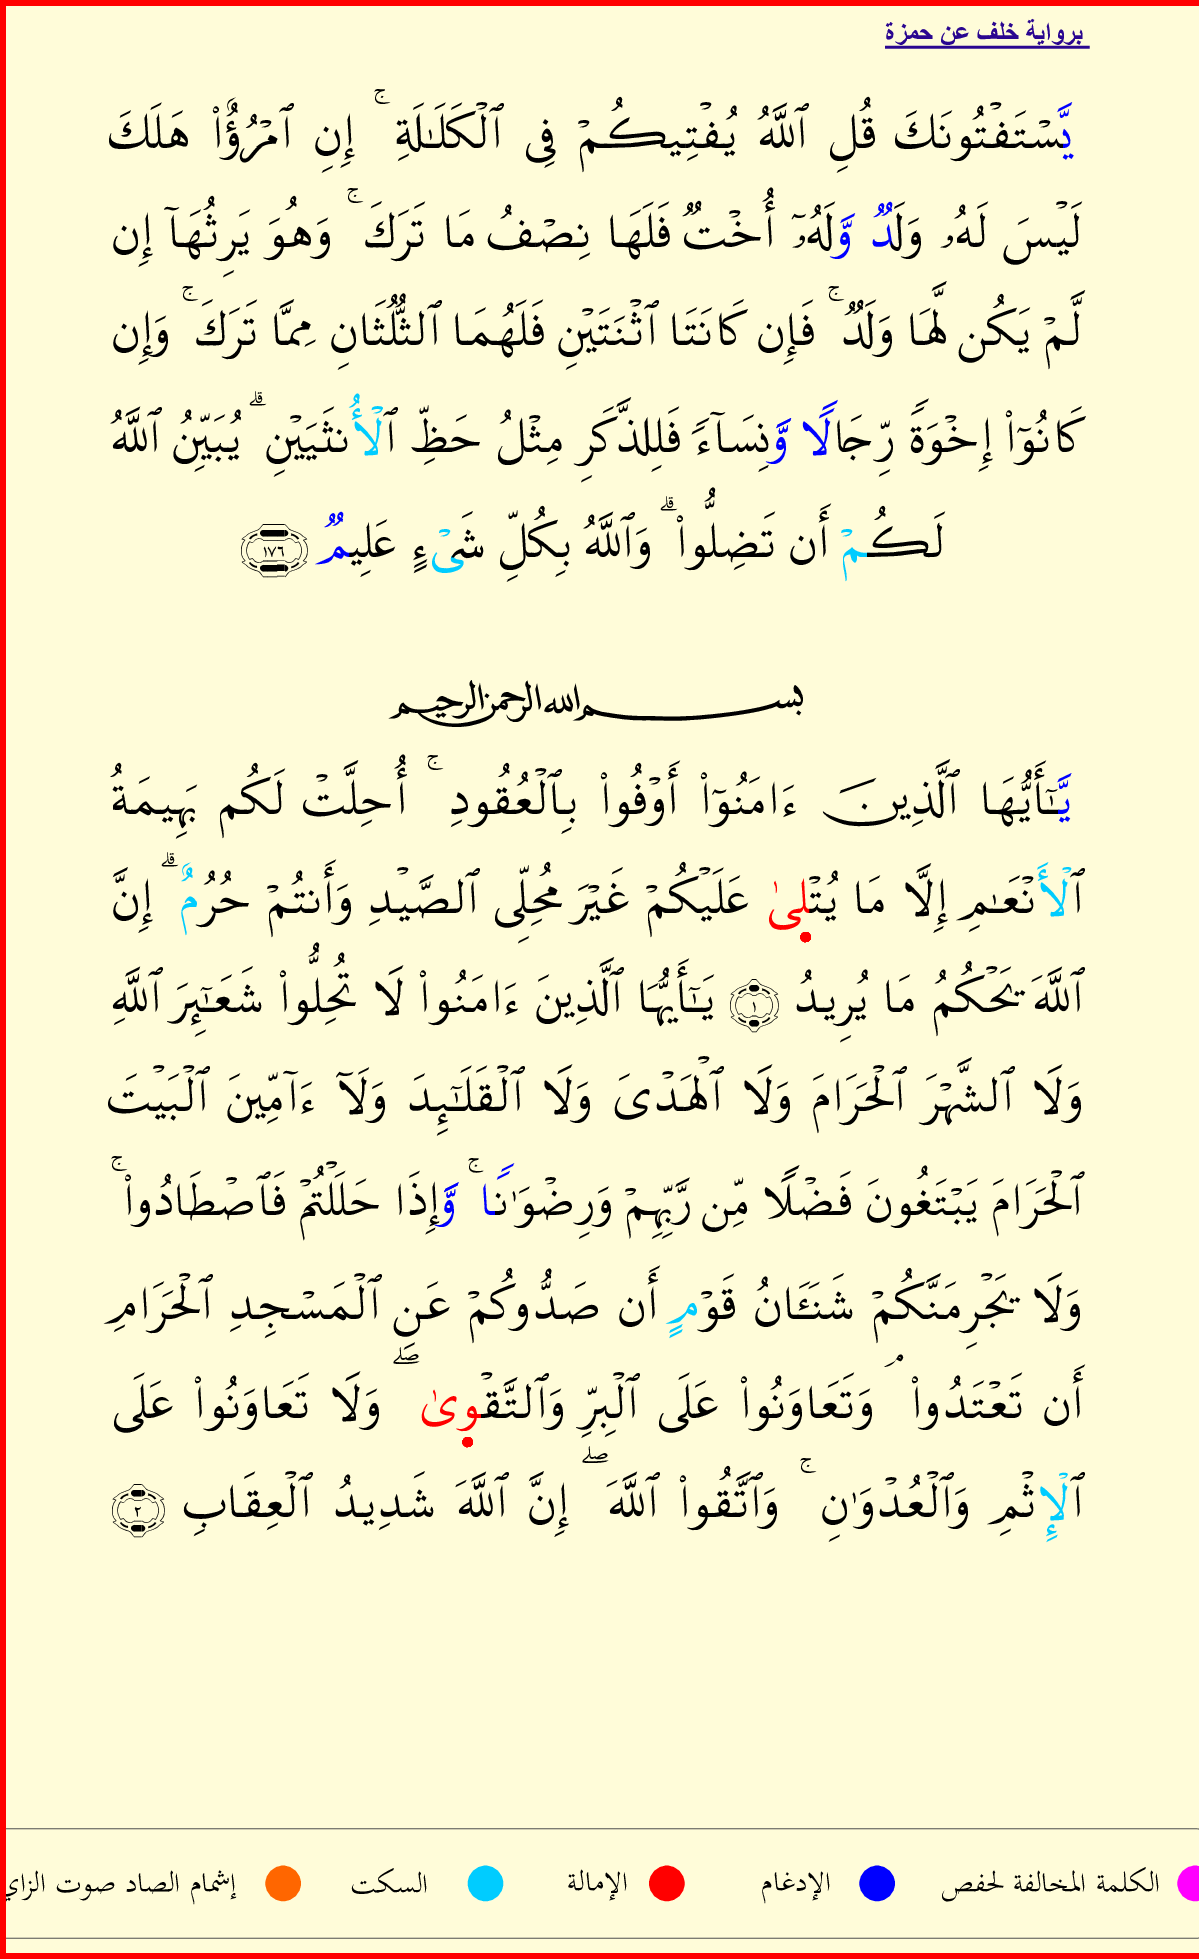 برواية خلف عن حمزة
يَّسۡتَفۡتُونَكَ قُلِ ٱللَّهُ يُفۡتِيكُمۡ فِي ٱلۡكَلَٰلَةِۚ إِنِ ٱمۡرُؤٌاْ هَلَكَ
لَيۡسَ لَهُۥ وَلَدٞ وَّلَهُۥٓ أُخۡتٞ فَلَهَا نِصۡفُ مَا تَرَكَۚ وَهُوَ يَرِثُهَآ إِن
لَّمۡ يَكُن لَّهَا وَلَدٞۚ فَإِن كَانَتَا ٱثۡنَتَيۡنِ فَلَهُمَا ٱلثُّلُثَانِ مِمَّا تَرَكَۚ وَإِن
كَانُوٓاْ إِخۡوَةٗ رِّجَالٗا وَّنِسَآءٗ فَلِلذَّكَرِ مِثۡلُ حَظِّ ٱلۡأُنثَيَيۡنِۗ يُبَيِّنُ ٱللَّهُ
لَكُمۡ أَن تَضِلُّواْۗ وَٱللَّهُ بِكُلِّ شَيۡءٍ عَلِيمٞ ١٧٦
بسم الله الرحمن الرحيم
يَّٰٓأَيُّهَا ٱلَّذِينَ ءَامَنُوٓاْ أَوۡفُواْ بِٱلۡعُقُودِۚ أُحِلَّتۡ لَكُم بَهِيمَةُ
ٱلۡأَنۡعَٰمِ إِلَّا مَا يُتۡلىٰ عَلَيۡكُمۡ غَيۡرَ مُحِلِّي ٱلصَّيۡدِ وَأَنتُمۡ حُرُمٌۗ إِنَّ
ٱللَّهَ يَحۡكُمُ مَا يُرِيدُ ١ يَٰٓأَيُّهَا ٱلَّذِينَ ءَامَنُواْ لَا تُحِلُّواْ شَعَٰٓئِرَ ٱللَّهِ
وَلَا ٱلشَّهۡرَ ٱلۡحَرَامَ وَلَا ٱلۡهَدۡيَ وَلَا ٱلۡقَلَٰٓئِدَ وَلَآ ءَآمِّينَ ٱلۡبَيۡتَ
ٱلۡحَرَامَ يَبۡتَغُونَ فَضۡلٗا مِّن رَّبِّهِمۡ وَرِضۡوَٰنٗاۚ وَّإِذَا حَلَلۡتُمۡ فَٱصۡطَادُواْۚ
وَلَا يَجۡرِمَنَّكُمۡ شَنَـَٔانُ قَوۡمٍ أَن صَدُّوكُمۡ عَنِ ٱلۡمَسۡجِدِ ٱلۡحَرَامِ
أَن تَعۡتَدُواْۘ وَتَعَاوَنُواْ عَلَى ٱلۡبِرِّ وَٱلتَّقۡوىٰۖ وَلَا تَعَاوَنُواْ عَلَى
ٱلۡإِثۡمِ وَٱلۡعُدۡوَٰنِۚ وَٱتَّقُواْ ٱللَّهَۖ إِنَّ ٱللَّهَ شَدِيدُ ٱلۡعِقَابِ ٢
الكلمة المخالفة لحفص الإدغام الإمالة السكت إشمام الصاد صوت الزاي